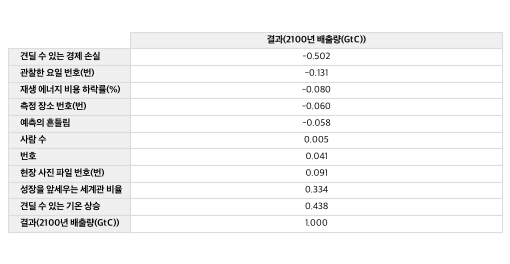 결과(2100년 배출량(GtC))
견딜 수 있는 경제 손실 -0.502
관찰한 요일 번호(번) -0.131
재생 에너지 비용 하락률(%) -0.080
측정 장소 번호(번) -0.060
예측의 흔들림 -0.058
사람 수 0.005
번호 0.041
현장 사진 파일 번호(번) 0.091
성장을 앞세우는 세계관 비율 0.334
견딜 수 있는 기온 상승 0.438
결과(2100년 배출량(GtC)) 1.000